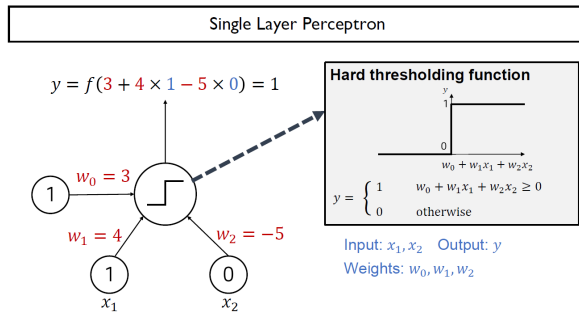 Single Layer Perceptron
y = f(3 + 4 × 1 − 5 × 0) = 1
Hard thresholding function
y
1
0
w₀ + w₁x₁ + w₂x₂
y = { 1 w₀ + w₁x₁ + w₂x₂ ≥ 0
0 otherwise
w₀ = 3
1
w₁ = 4
w₂ = −5
1
0
x₁
x₂
Input: x₁, x₂ Output: y
Weights: w₀, w₁, w₂